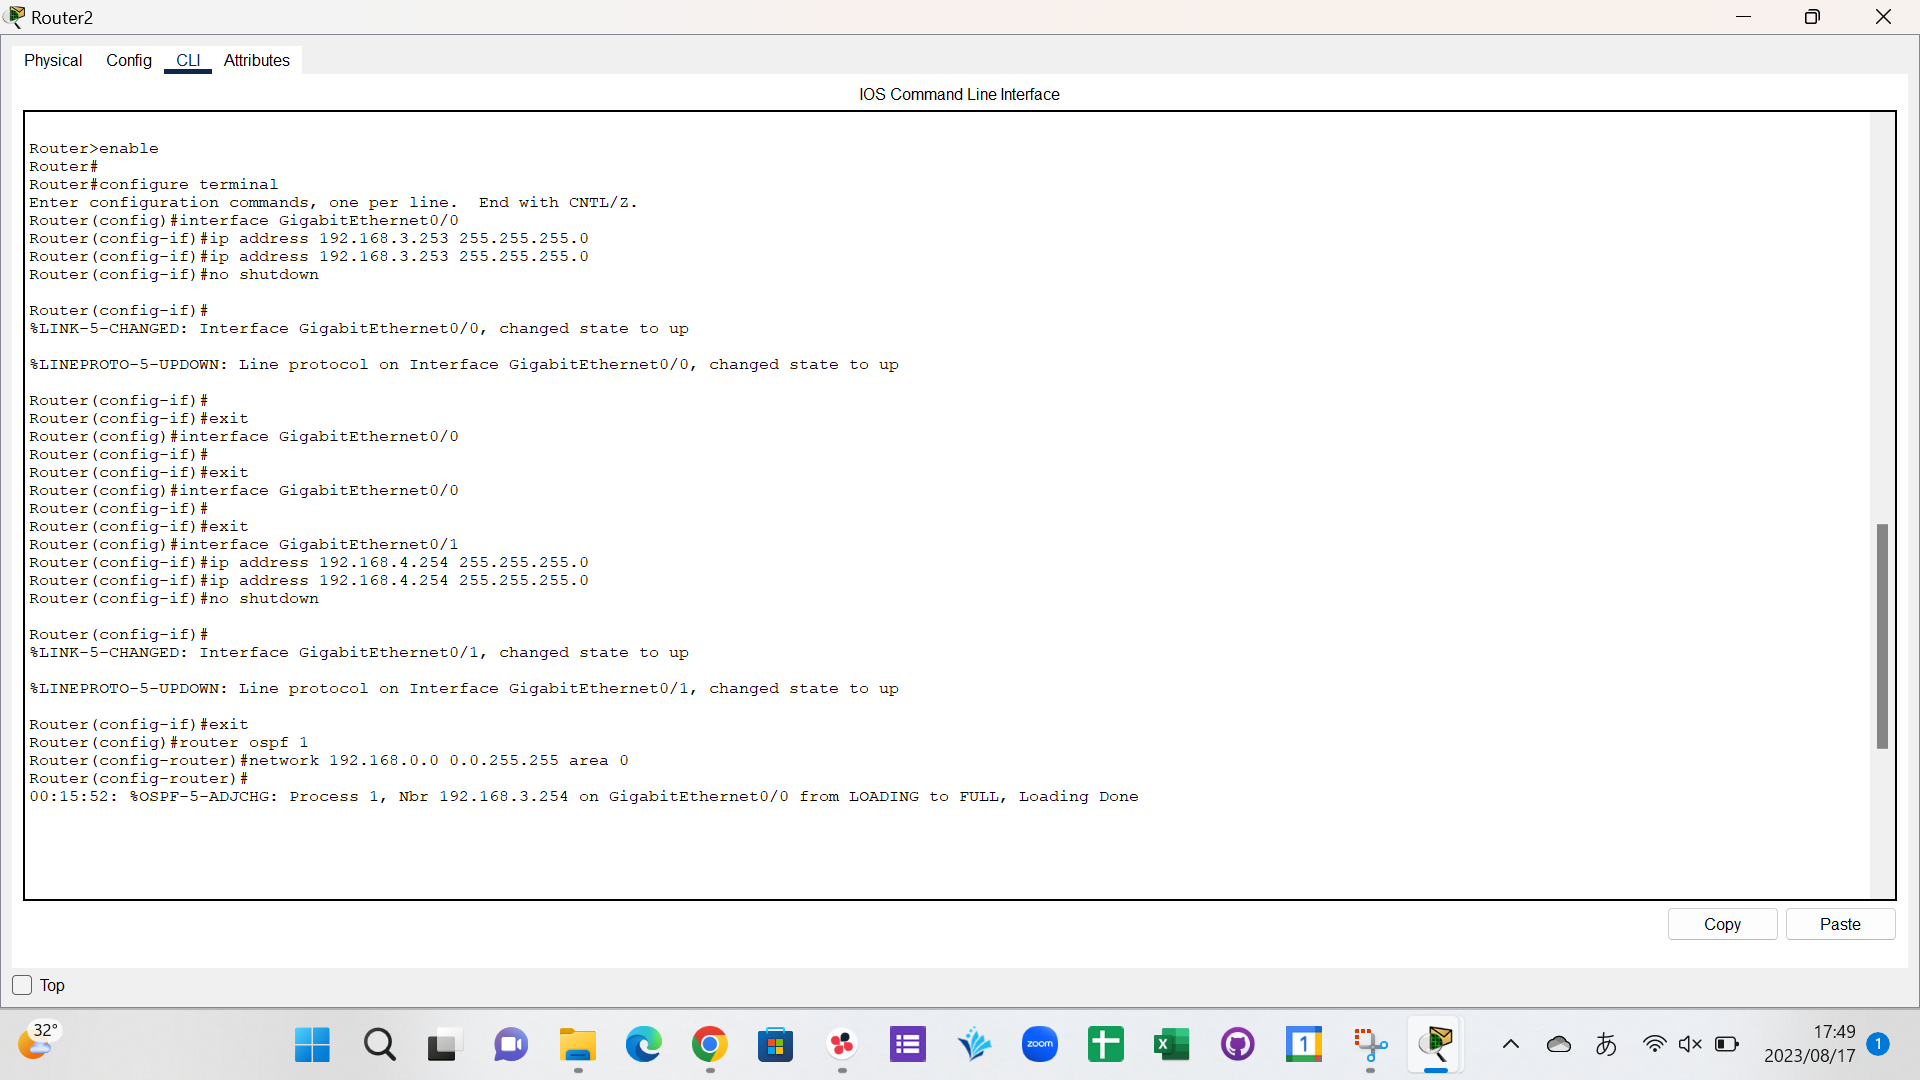 Router2
Physical Config CLI Attributes
IOS Command Line Interface
Router>enable
Router#
Router#configure terminal
Enter configuration commands, one per line.  End with CNTL/Z.
Router(config)#interface GigabitEthernet0/0
Router(config-if)#ip address 192.168.3.253 255.255.255.0
Router(config-if)#ip address 192.168.3.253 255.255.255.0
Router(config-if)#no shutdown
Router(config-if)#
%LINK-5-CHANGED: Interface GigabitEthernet0/0, changed state to up
%LINEPROTO-5-UPDOWN: Line protocol on Interface GigabitEthernet0/0, changed state to up
Router(config-if)#
Router(config-if)#exit
Router(config)#interface GigabitEthernet0/0
Router(config-if)#
Router(config-if)#exit
Router(config)#interface GigabitEthernet0/0
Router(config-if)#
Router(config-if)#exit
Router(config)#interface GigabitEthernet0/1
Router(config-if)#ip address 192.168.4.254 255.255.255.0
Router(config-if)#ip address 192.168.4.254 255.255.255.0
Router(config-if)#no shutdown
Router(config-if)#
%LINK-5-CHANGED: Interface GigabitEthernet0/1, changed state to up
%LINEPROTO-5-UPDOWN: Line protocol on Interface GigabitEthernet0/1, changed state to up
Router(config-if)#exit
Router(config)#router ospf 1
Router(config-router)#network 192.168.0.0 0.0.255.255 area 0
Router(config-router)#
00:15:52: %OSPF-5-ADJCHG: Process 1, Nbr 192.168.3.254 on GigabitEthernet0/0 from LOADING to FULL, Loading Done
Copy Paste
Top
32°
zoom
X
1
あ
17:49
2023/08/17
1